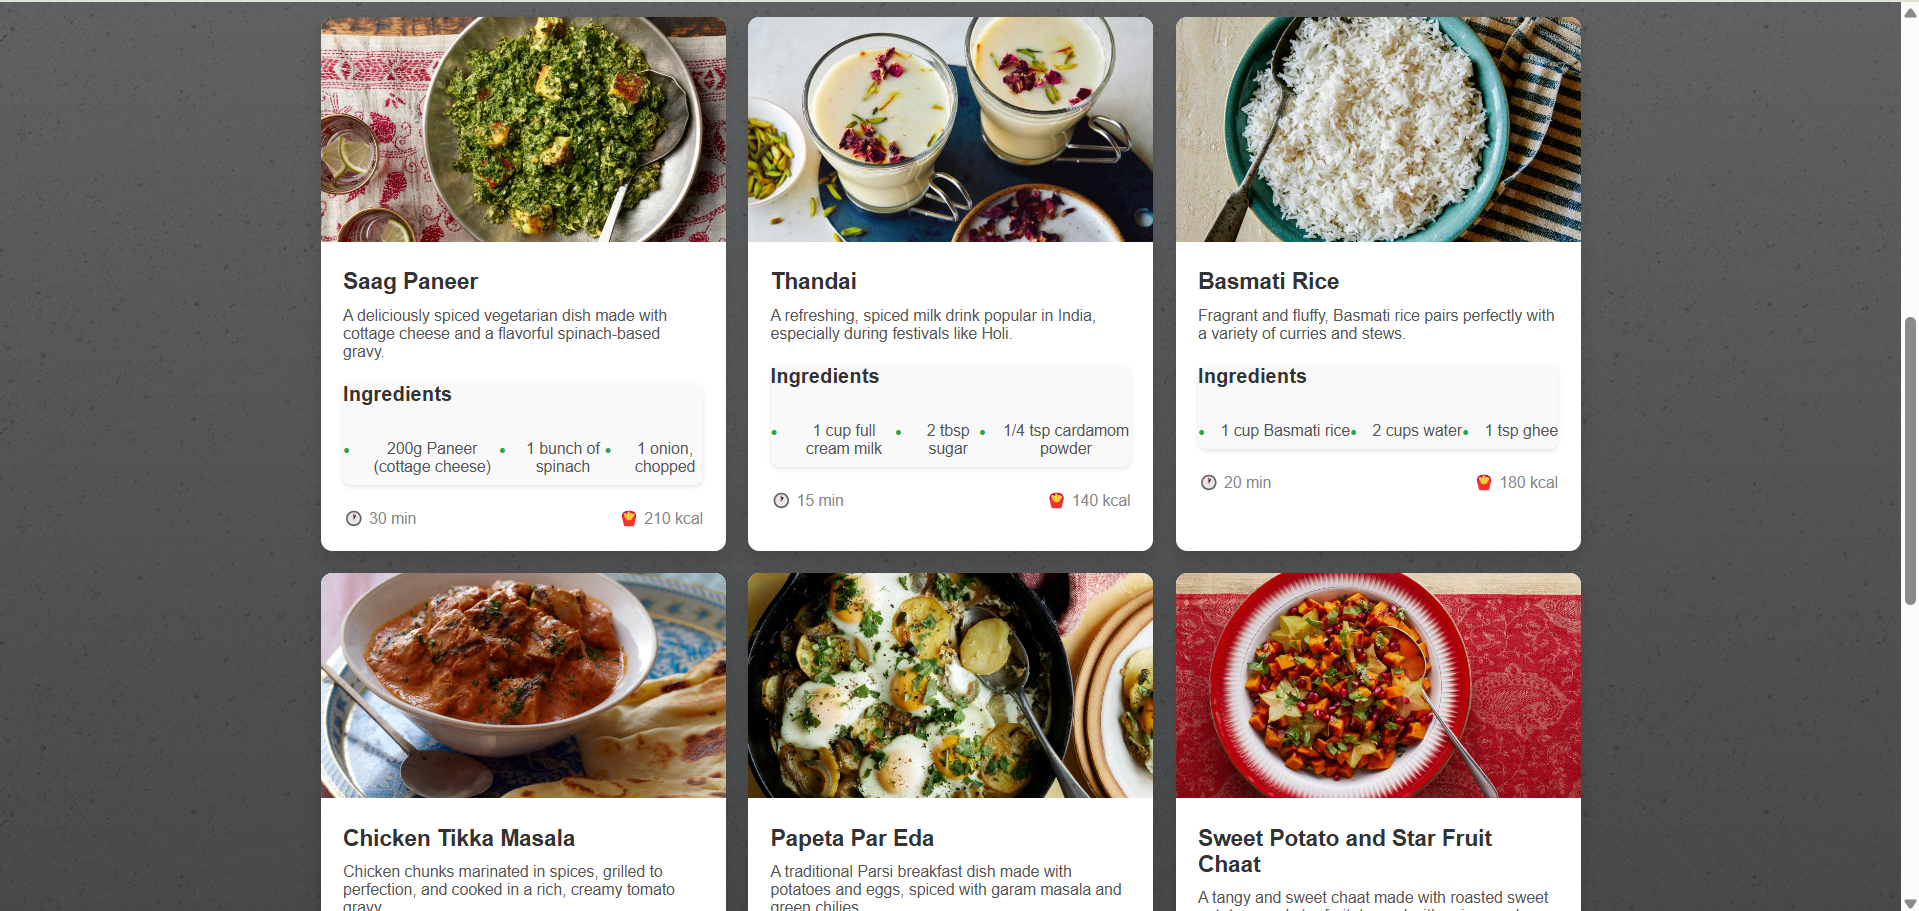 Saag Paneer
A deliciously spiced vegetarian dish made with
cottage cheese and a flavorful spinach-based
gravy.
Ingredients
• 200g Paneer
(cottage cheese)
• 1 bunch of
spinach
• 1 onion,
chopped
30 min
210 kcal
Thandai
A refreshing, spiced milk drink popular in India,
especially during festivals like Holi.
Ingredients
• 1 cup full
cream milk
• 2 tbsp
sugar
• 1/4 tsp cardamom
powder
15 min
140 kcal
Basmati Rice
Fragrant and fluffy, Basmati rice pairs perfectly with
a variety of curries and stews.
Ingredients
• 1 cup Basmati rice
• 2 cups water
• 1 tsp ghee
20 min
180 kcal
Chicken Tikka Masala
Chicken chunks marinated in spices, grilled to
perfection, and cooked in a rich, creamy tomato
gravy
Papeta Par Eda
A traditional Parsi breakfast dish made with
potatoes and eggs, spiced with garam masala and
green chilies
Sweet Potato and Star Fruit
Chaat
A tangy and sweet chaat made with roasted sweet